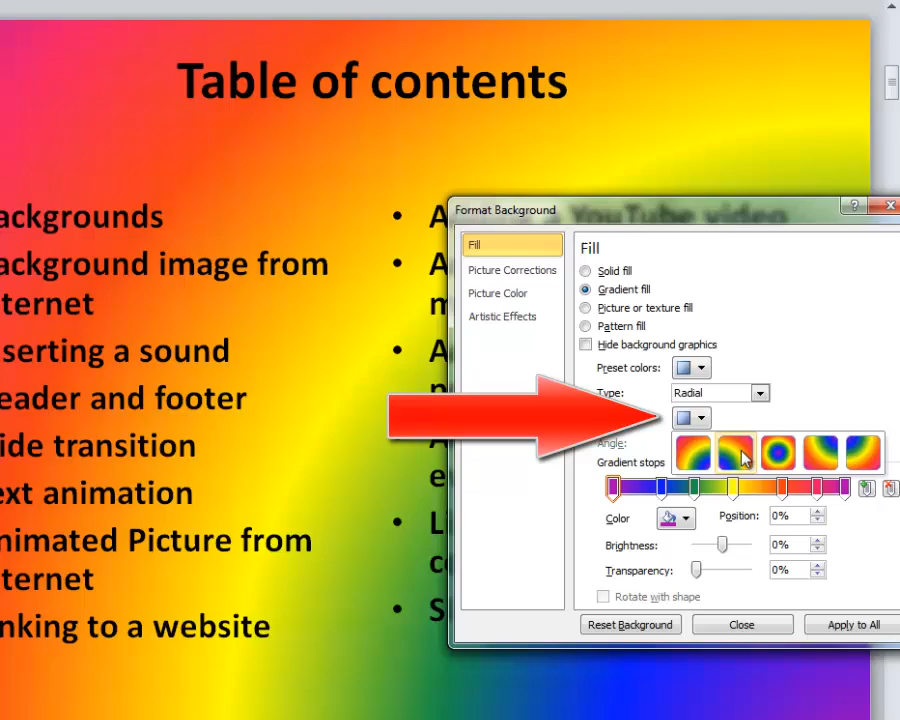 Table of contents
ackgrounds
ackground image from
ternet
serting a sound
eader and footer
ide transition
ext animation
nimated Picture from
ternet
nking to a website
• A
YouTube video
• A
m
• A
• L
• S
Format Background
Fill
Picture Corrections
Picture Color
Artistic Effects
Fill
Solid fill
Gradient fill
Picture or texture fill
Pattern fill
Hide background graphics
Preset colors:
Type: Radial
Angle:
Gradient stops
Color Position: 0%
Brightness: 0%
Transparency: 0%
Rotate with shape
Reset Background Close Apply to All